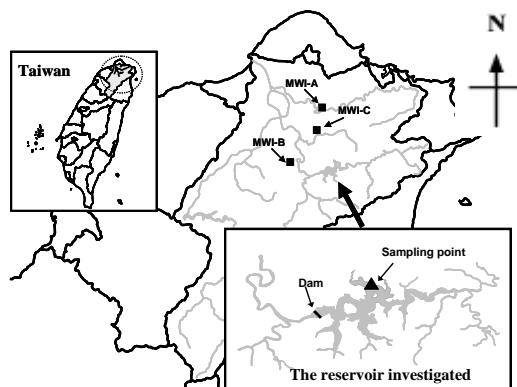 Taiwan
N
MWI-A
MWI-C
MWI-B
Sampling point
Dam
The reservoir investigated